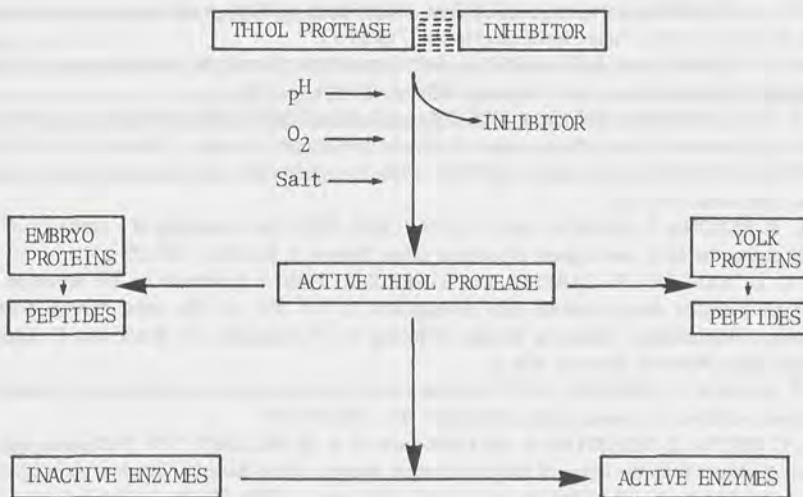 THIOL PROTEASE INHIBITOR
pH
INHIBITOR
O2
Salt
EMBRYO
PROTEINS
PEPTIDES
ACTIVE THIOL PROTEASE
YOLK
PROTEINS
PEPTIDES
INACTIVE ENZYMES
ACTIVE ENZYMES